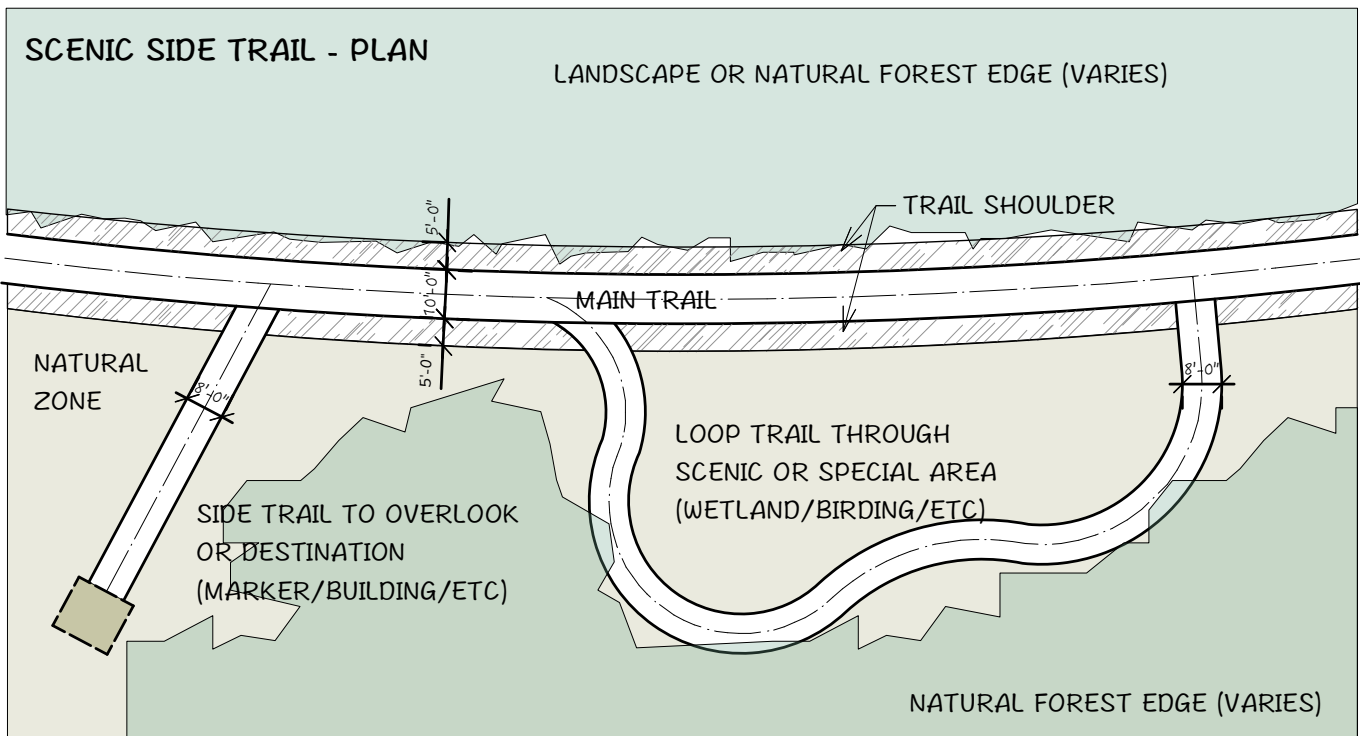 SCENIC SIDE TRAIL - PLAN
LANDSCAPE OR NATURAL FOREST EDGE (VARIES)
TRAIL SHOULDER
5'-0"
10'-0"
5'-0"
MAIN TRAIL
NATURAL
ZONE
8'-0"
8'-0"
LOOP TRAIL THROUGH
SCENIC OR SPECIAL AREA
(WETLAND/BIRDING/ETC)
SIDE TRAIL TO OVERLOOK
OR DESTINATION
(MARKER/BUILDING/ETC)
NATURAL FOREST EDGE (VARIES)